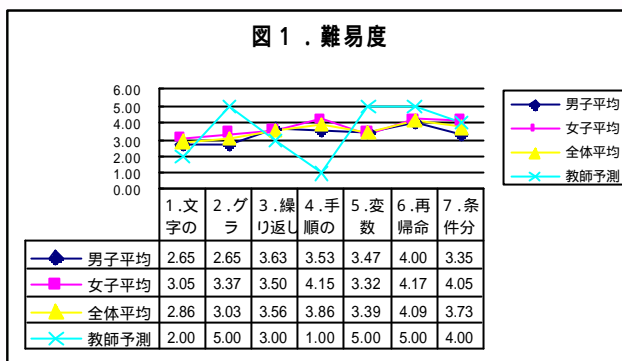 図１．難易度
6.00
5.00
4.00
3.00
2.00
1.00
0.00
男子平均
女子平均
全体平均
教師予測
1.文字の
2.グラ
3.繰り返し
4.手順の
5.変数
6.再帰命
7.条件分
男子平均 2.65 2.65 3.63 3.53 3.47 4.00 3.35
女子平均 3.05 3.37 3.50 4.15 3.32 4.17 4.05
全体平均 2.86 3.03 3.56 3.86 3.39 4.09 3.73
教師予測 2.00 5.00 3.00 1.00 5.00 5.00 4.00